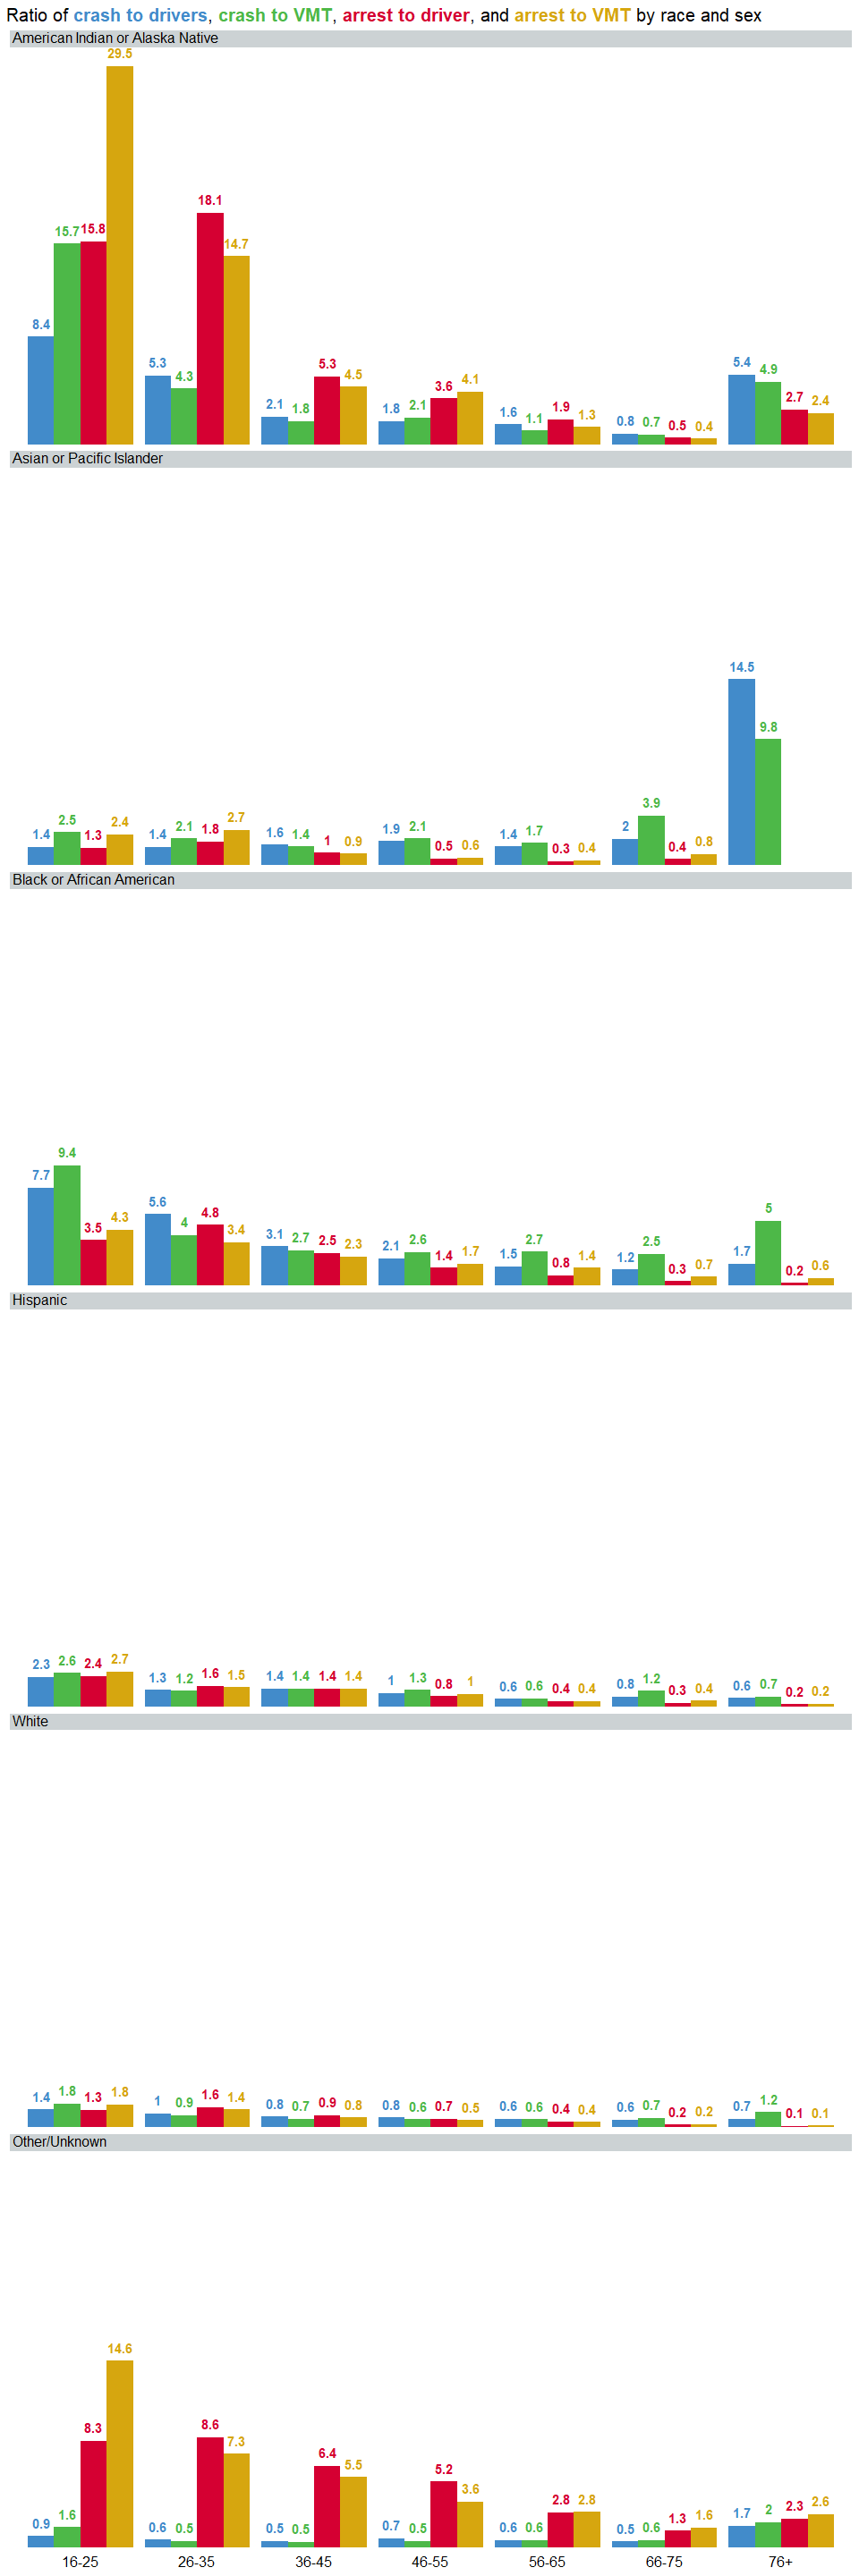 Ratio of crash to drivers, crash to VMT, arrest to driver, and arrest to VMT by race and sex
American Indian or Alaska Native
29.5
18.1
15.7 15.8
14.7
8.4
5.3 4.3
2.1 1.8 5.3 4.5
1.8 2.1 3.6 4.1
1.6 1.1 1.9 1.3
0.8 0.7 0.5 0.4
5.4 4.9 2.7 2.4
Asian or Pacific Islander
1.4 2.5 1.3 2.4
1.4 2.1 1.8 2.7
1.6 1.4 1 0.9
1.9 2.1 0.5 0.6
1.4 1.7 0.3 0.4
2 3.9 0.4 0.8
14.5 9.8
Black or African American
7.7 9.4 3.5 4.3
5.6 4 4.8 3.4
3.1 2.7 2.5 2.3
2.1 2.6 1.4 1.7
1.5 2.7 0.8 1.4
1.2 2.5 0.3 0.7
1.7 5 0.2 0.6
Hispanic
2.3 2.6 2.4 2.7
1.3 1.2 1.6 1.5
1.4 1.4 1.4 1.4
1 1.3 0.8 1
0.6 0.6 0.4 0.4
0.8 1.2 0.3 0.4
0.6 0.7 0.2 0.2
White
1.4 1.8 1.3 1.8
1 0.9 1.6 1.4
0.8 0.7 0.9 0.8
0.8 0.6 0.7 0.5
0.6 0.6 0.4 0.4
0.6 0.7 0.2 0.2
0.7 1.2 0.1 0.1
Other/Unknown
0.9 1.6 8.3 14.6
0.6 0.5 8.6 7.3
0.5 0.5 6.4 5.5
0.7 0.5 5.2 3.6
0.6 0.6 2.8 2.8
0.5 0.6 1.3 1.6
1.7 2 2.3 2.6
16-25 26-35 36-45 46-55 56-65 66-75 76+